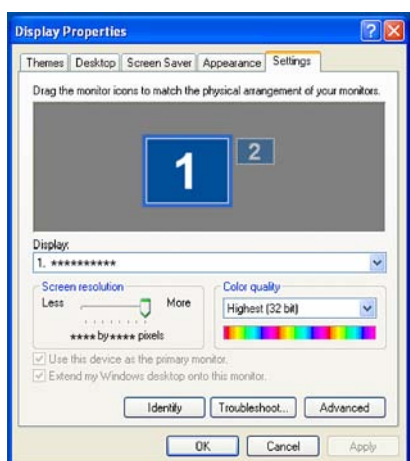 Display Properties
Themes Desktop Screen Saver Appearance Settings
Drag the monitor icons to match the physical arrangement of your monitors.
1 2
Display:
1. **********
Screen resolution
Less More
**** by **** pixels
Color quality
Highest (32 bit)
Use this device as the primary monitor.
Extend my Windows desktop onto this monitor.
Identify Troubleshoot... Advanced
OK Cancel Apply